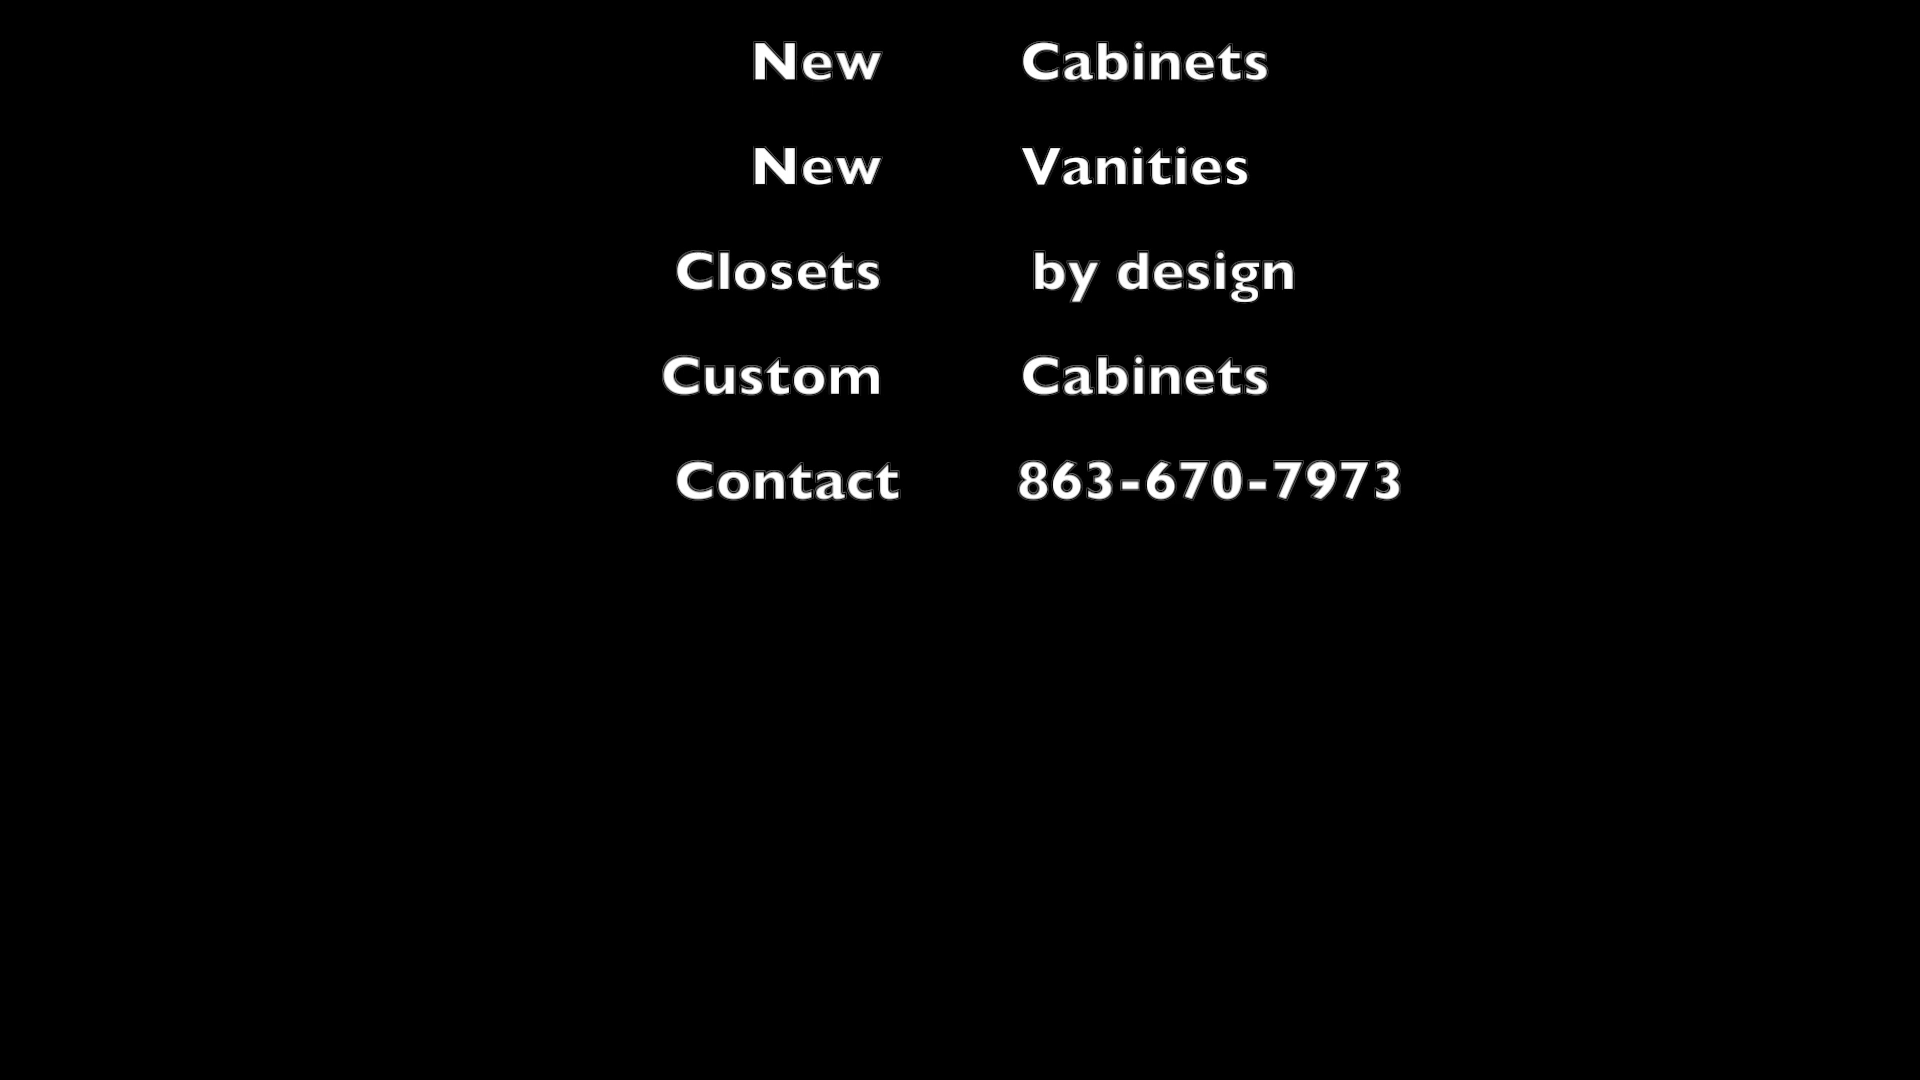 New Cabinets
New Vanities
Closets by design
Custom Cabinets
Contact 863-670-7973